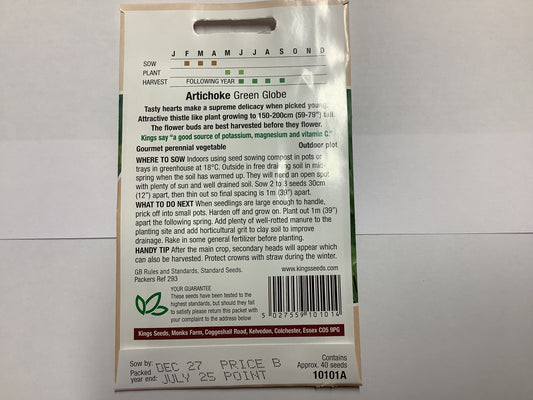 J F M A M J J A S O N D
SOW
PLANT
HARVEST FOLLOWING YEAR
Artichoke Green Globe
Tasty hearts make a supreme delicacy when picked young.
Attractive thistle like plant growing to 150-200cm (59-79") tall.
The flower buds are best harvested before they flower.
Kings say "a good source of potassium, magnesium and vitamin C."
Gourmet perennial vegetable Outdoor plot
WHERE TO SOW Indoors using seed sowing compost in pots or
trays in greenhouse at 18°C. Outside in free draining soil in mid-
spring when the soil has warmed up. They will need an open spot
with plenty of sun and well drained soil. Sow 2 to 3 seeds 30cm
(12") apart, then thin out so final spacing is 1m (39") apart.
WHAT TO DO NEXT When seedlings are large enough to handle,
prick off into small pots. Harden off and grow on. Plant out 1m (39")
apart the following spring. Add plenty of well-rotted manure to the
planting site and add horticultural grit to clay soil to improve
drainage. Rake in some general fertilizer before planting.
HANDY TIP After the main crop, secondary heads will appear which
can also be harvested. Protect crowns with straw during the winter.
GB Rules and Standards, Standard Seeds.
Packers Ref 293
www.kingsseeds.com
YOUR GUARANTEE
These seeds have been tested to the
highest standards, but should they fail
to satisfy please return this packet with
your complaint to the address below
5 027559 101014
Kings Seeds, Monks Farm, Coggeshall Road, Kelvedon, Colchester, Essex CO5 9PG
Sow by: DEC 27 PRICE B
Packed year end: JULY 25 POINT
Contains
Approx. 40 seeds
10101A